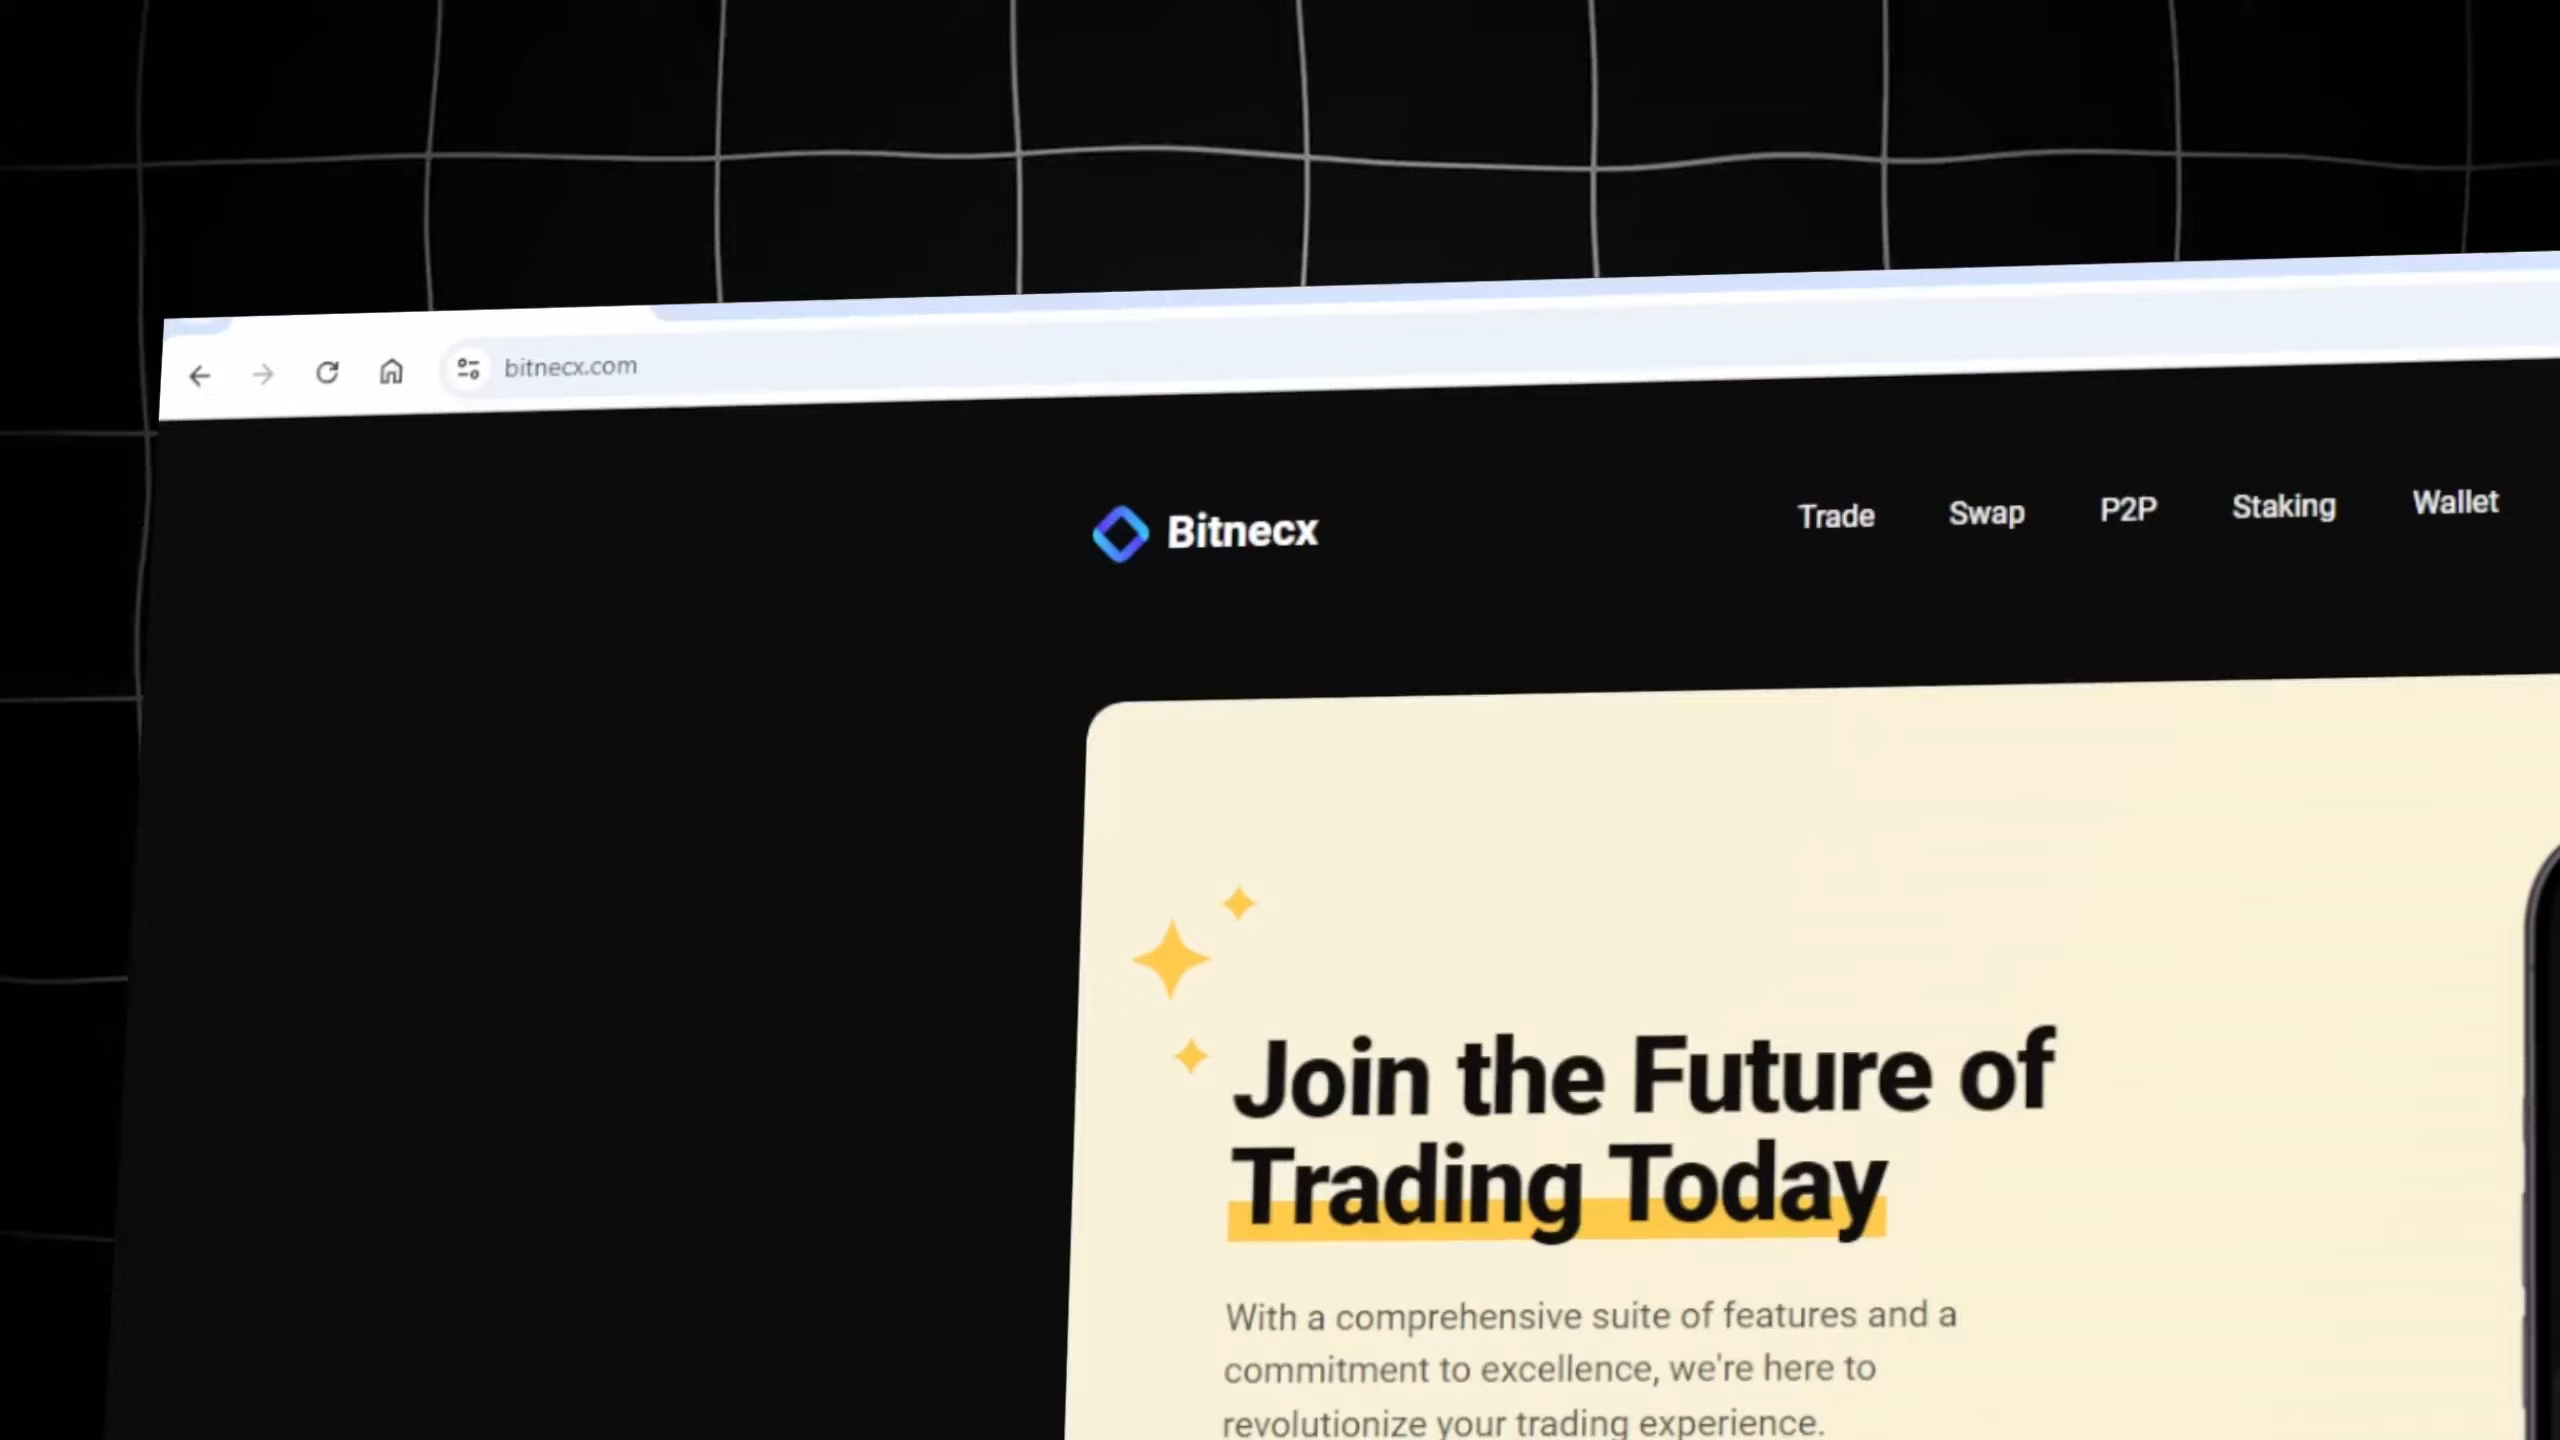 bitnecx.com
Bitnecx
Trade Swap P2P Staking Wallet
Join the Future of
Trading Today
With a comprehensive suite of features and a
commitment to excellence, we're here to
revolutionize your trading experience.